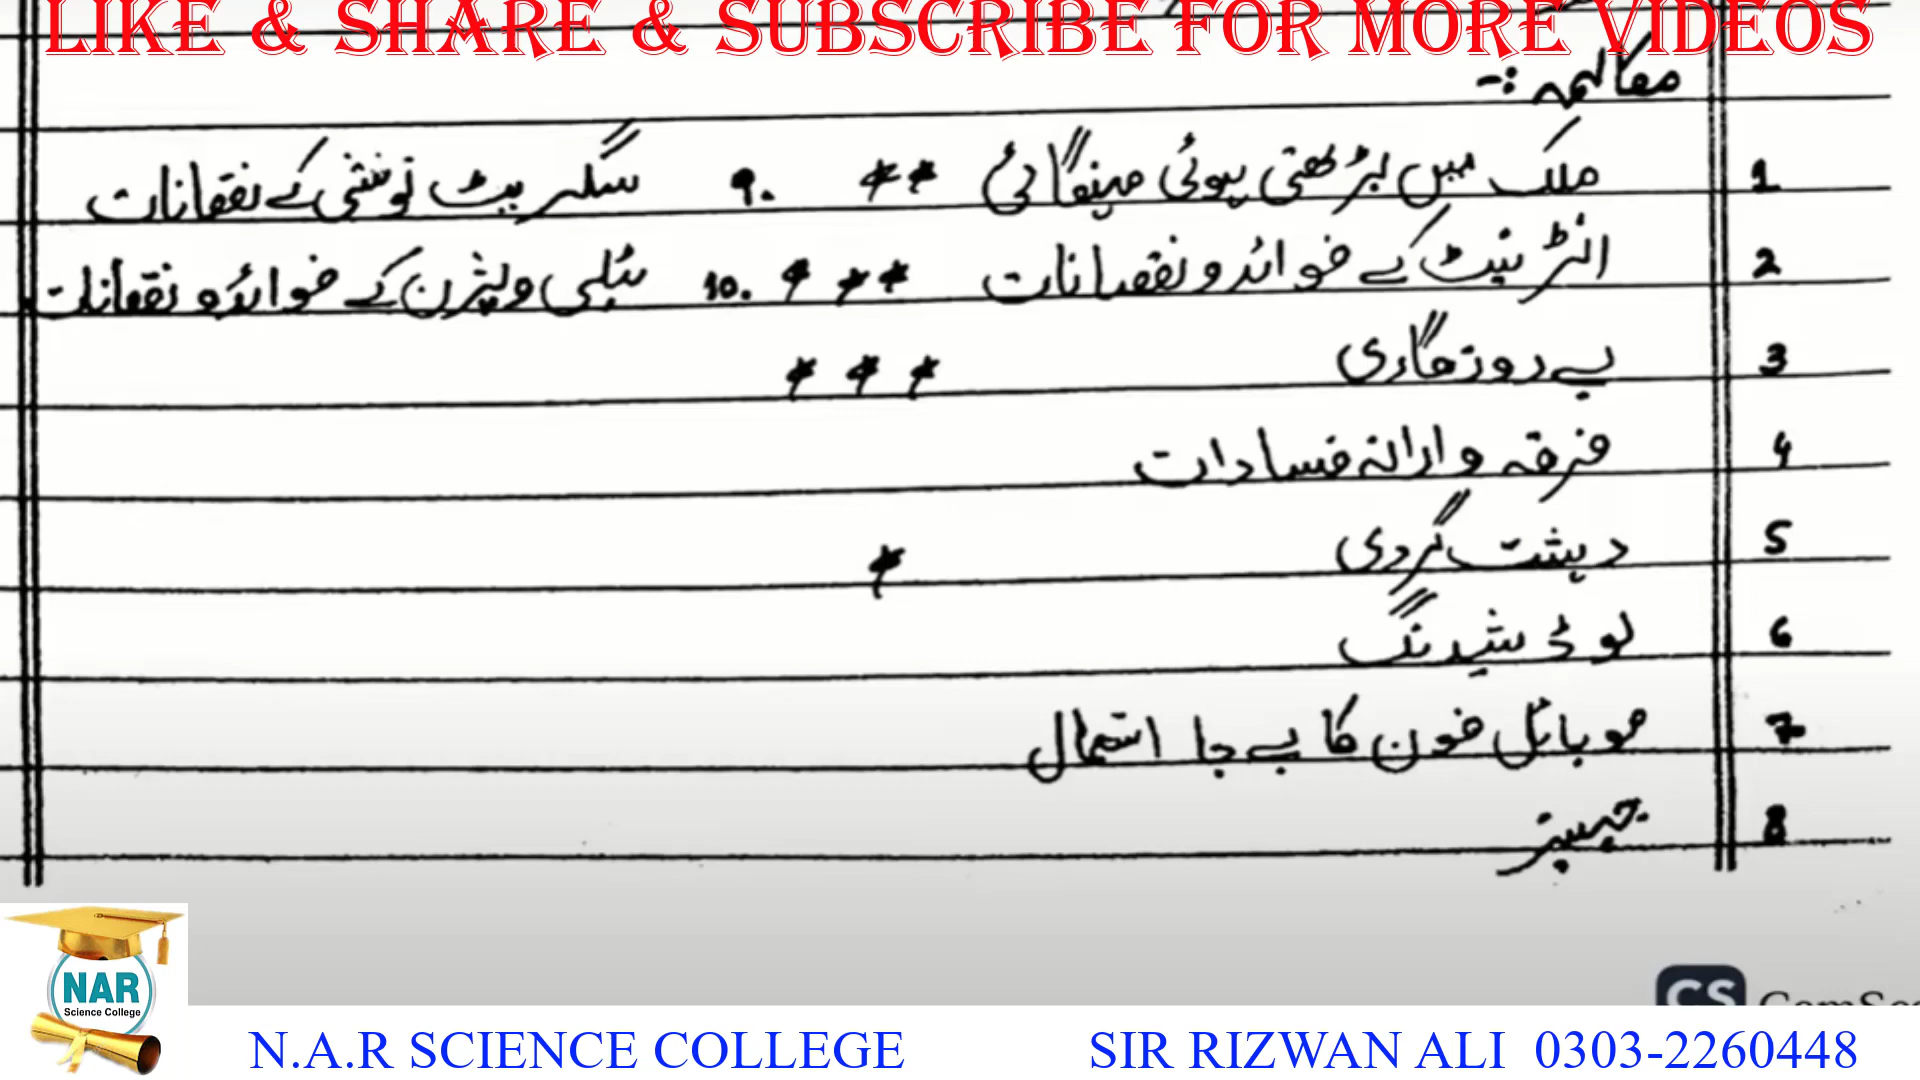 LIKE & SHARE & SUBSCRIBE FOR MORE VIDEOS
مکالمہ :-
1 ملک میں بڑھتی ہوئی مہنگائی ** 9. سگریٹ نوشی کے نقصانات
2 انٹرنیٹ کے فوائد و نقصانات *** 10. ٹیلی ویژن کے فوائد و نقصانات
3 بے روزگاری ***
4 فرقہ وارانہ فسادات
5 دہشت گردی *
6 لوڈ شیڈنگ
7 موبائل فون کا بے جا استعمال
8 جہیز
CS CamSc
NAR
Science College
N.A.R SCIENCE COLLEGE SIR RIZWAN ALI 0303-2260448